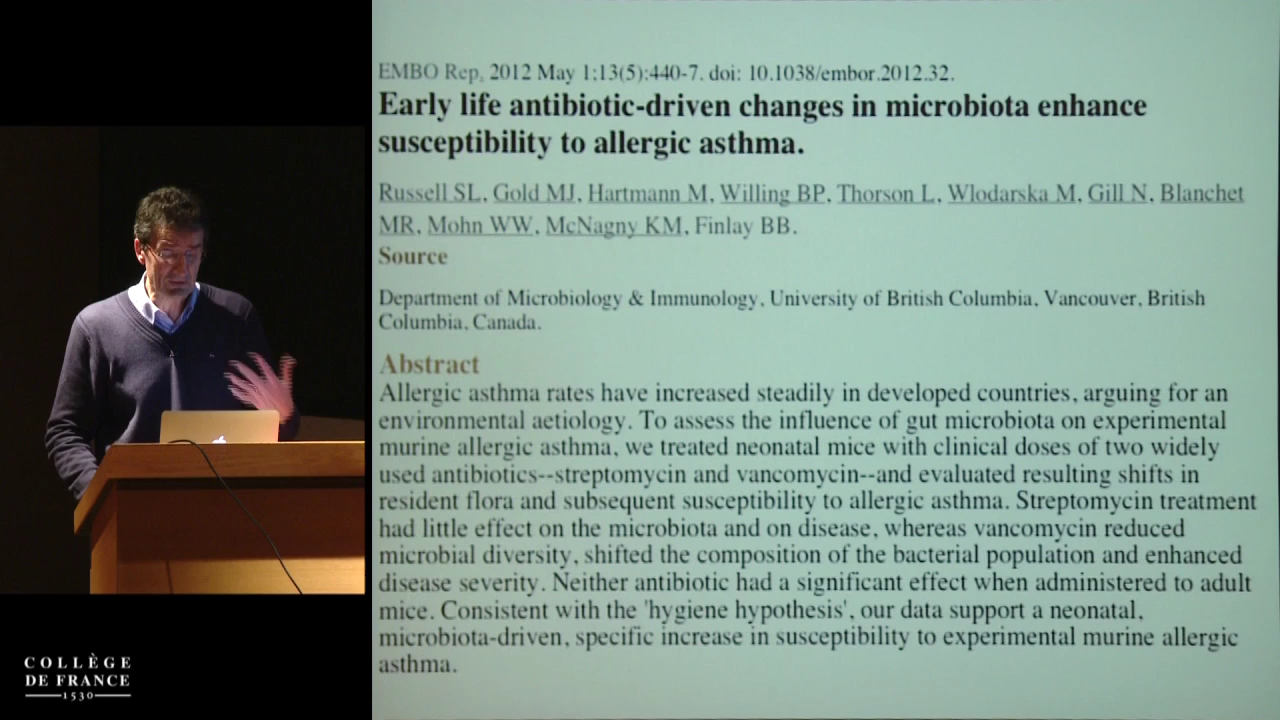 EMBO Rep. 2012 May 1;13(5):440-7. doi: 10.1038/embor.2012.32.
Early life antibiotic-driven changes in microbiota enhance
susceptibility to allergic asthma.
Russell SL, Gold MJ, Hartmann M, Willing BP, Thorson L, Wlodarska M, Gill N, Blanchet
MR, Mohn WW, McNagny KM, Finlay BB.
Source
Department of Microbiology & Immunology, University of British Columbia, Vancouver, British
Columbia, Canada.
Abstract
Allergic asthma rates have increased steadily in developed countries, arguing for an
environmental aetiology. To assess the influence of gut microbiota on experimental
murine allergic asthma, we treated neonatal mice with clinical doses of two widely
used antibiotics--streptomycin and vancomycin--and evaluated resulting shifts in
resident flora and subsequent susceptibility to allergic asthma. Streptomycin treatment
had little effect on the microbiota and on disease, whereas vancomycin reduced
microbial diversity, shifted the composition of the bacterial population and enhanced
disease severity. Neither antibiotic had a significant effect when administered to adult
mice. Consistent with the 'hygiene hypothesis', our data support a neonatal,
microbiota-driven, specific increase in susceptibility to experimental murine allergic
asthma.
COLLÈGE
DE FRANCE
1530